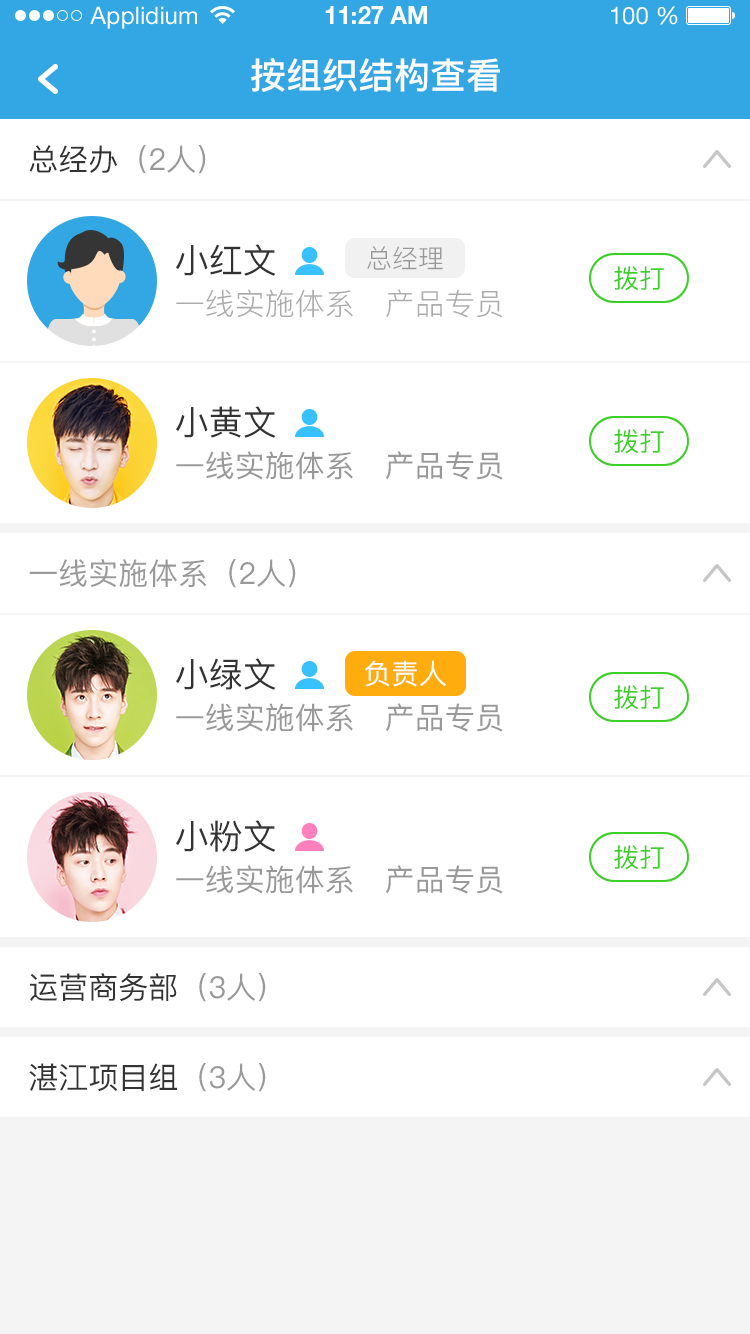 Applidium 11:27 AM 100 %
按组织结构查看
总经办（2人）
小红文 总经理
一线实施体系 产品专员
拨打
小黄文
一线实施体系 产品专员
拨打
一线实施体系（2人）
小绿文 负责人
一线实施体系 产品专员
拨打
小粉文
一线实施体系 产品专员
拨打
运营商务部（3人）
湛江项目组（3人）